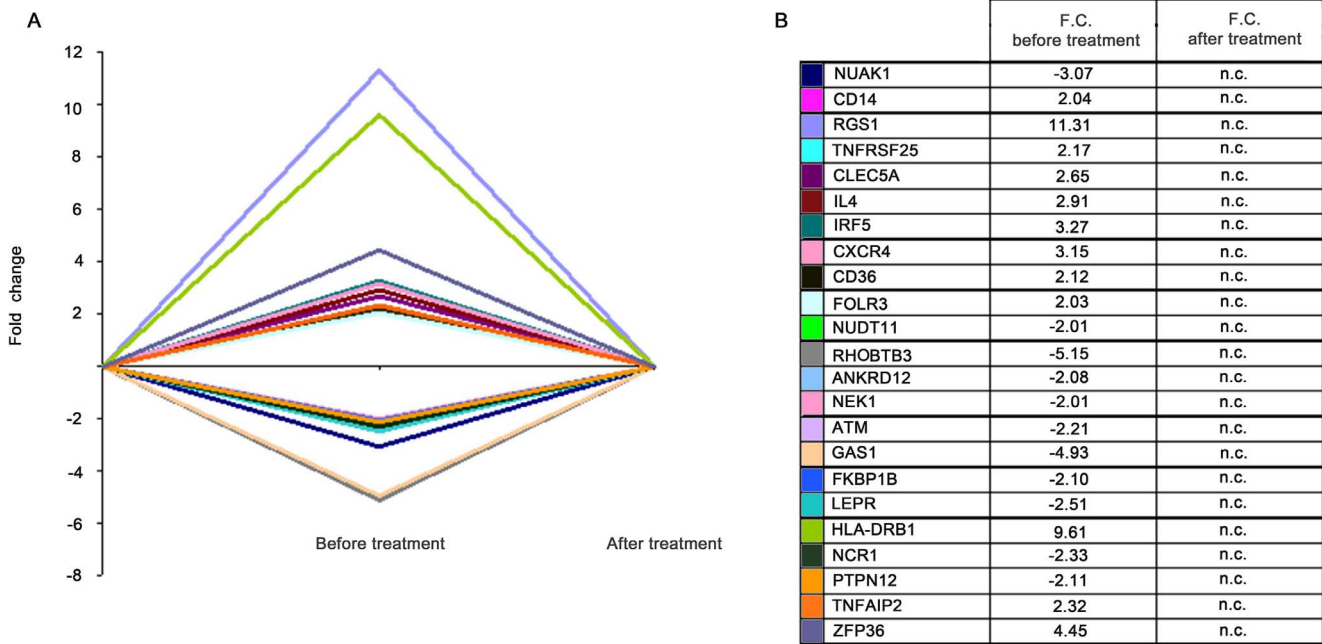 A
12
10
8
6
4
2
-2
-4
-6
-8
Fold change
Before treatment
After treatment
B
F.C. before treatment
F.C. after treatment
NUAK1 -3.07 n.c.
CD14 2.04 n.c.
RGS1 11.31 n.c.
TNFRSF25 2.17 n.c.
CLEC5A 2.65 n.c.
IL4 2.91 n.c.
IRF5 3.27 n.c.
CXCR4 3.15 n.c.
CD36 2.12 n.c.
FOLR3 2.03 n.c.
NUDT11 -2.01 n.c.
RHOBTB3 -5.15 n.c.
ANKRD12 -2.08 n.c.
NEK1 -2.01 n.c.
ATM -2.21 n.c.
GAS1 -4.93 n.c.
FKBP1B -2.10 n.c.
LEPR -2.51 n.c.
HLA-DRB1 9.61 n.c.
NCR1 -2.33 n.c.
PTPN12 -2.11 n.c.
TNFAIP2 2.32 n.c.
ZFP36 4.45 n.c.